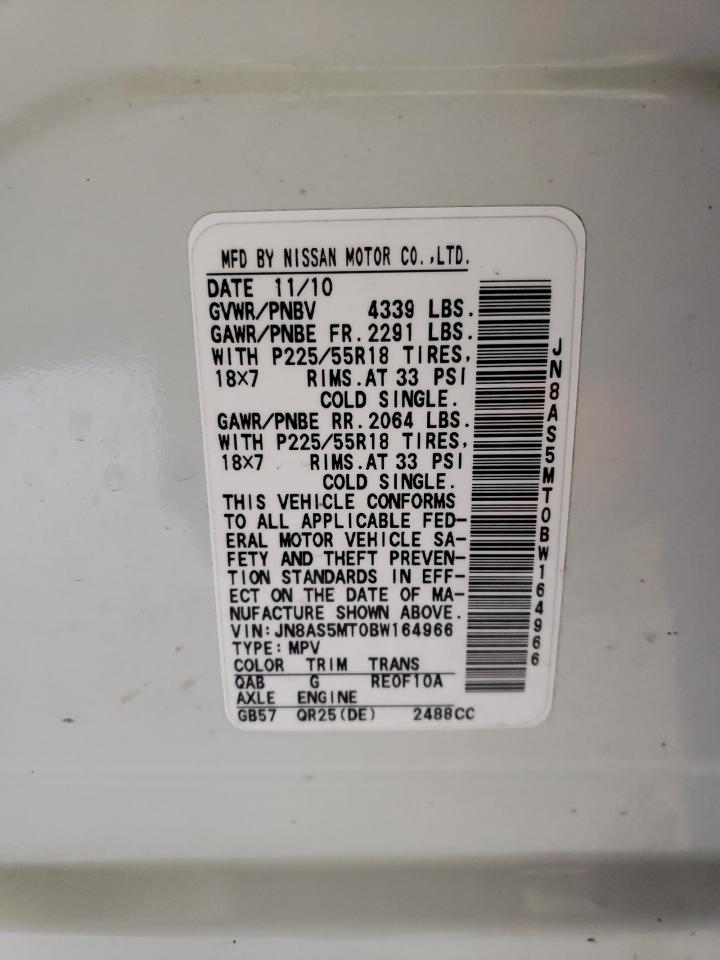 MFD BY NISSAN MOTOR CO.,LTD.
DATE 11/10
GVWR/PNBV 4339 LBS.
GAWR/PNBE FR.2291 LBS.
WITH P225/55R18 TIRES,
18×7 RIMS.AT 33 PSI
COLD SINGLE.
GAWR/PNBE RR.2064 LBS.
WITH P225/55R18 TIRES,
18×7 RIMS.AT 33 PSI
COLD SINGLE.
THIS VEHICLE CONFORMS
TO ALL APPLICABLE FED-
ERAL MOTOR VEHICLE SA-
FETY AND THEFT PREVEN-
TION STANDARDS IN EFF-
ECT ON THE DATE OF MA-
NUFACTURE SHOWN ABOVE.
VIN:JN8AS5MT0BW164966
TYPE:MPV
COLOR TRIM TRANS
QAB G RE0F10A
AXLE ENGINE
GB57 QR25(DE) 2488CC
JN8AS5MT0BW164966